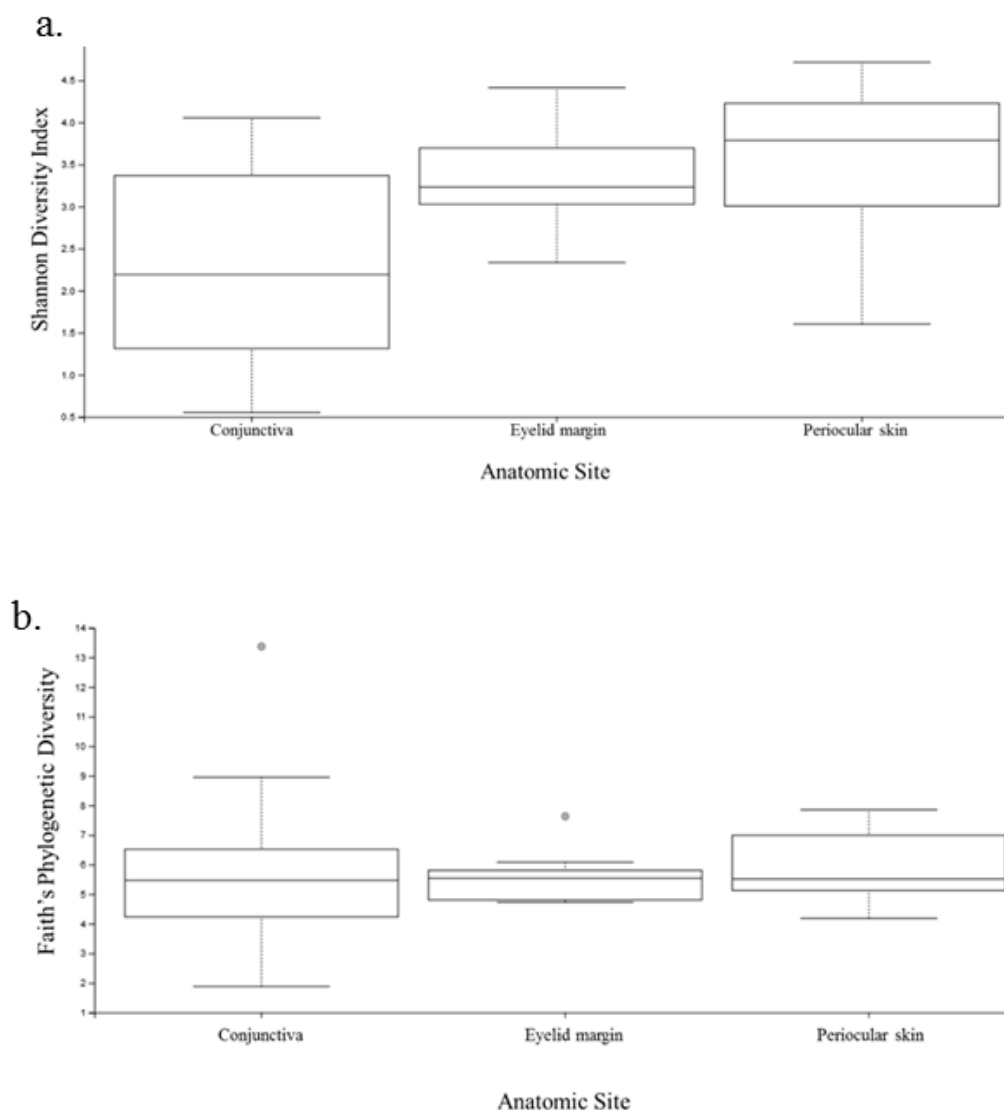 a.
Shannon Diversity Index
4.5
4.0
3.5
3.0
2.5
2.0
1.5
1.0
0.5
Conjunctiva Eyelid margin Periocular skin
Anatomic Site
b.
Faith's Phylogenetic Diversity
14
13
12
11
10
9
8
7
6
5
4
3
2
1
Conjunctiva Eyelid margin Periocular skin
Anatomic Site